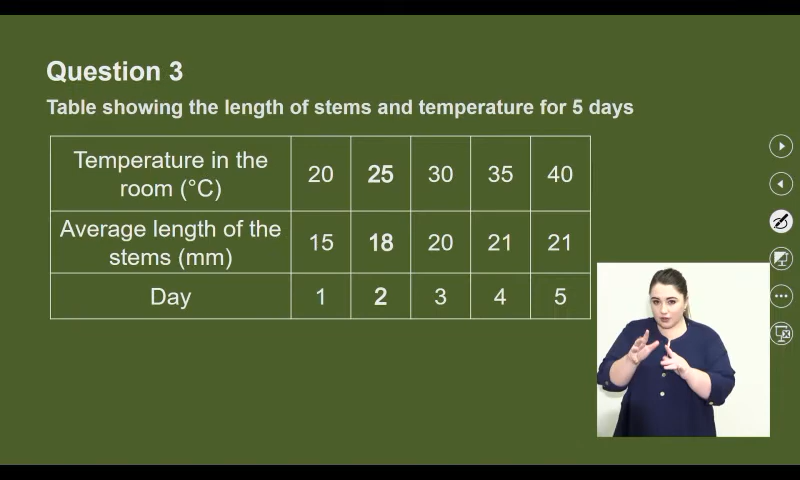 Question 3
Table showing the length of stems and temperature for 5 days
Temperature in the
room (°C)
20 25 30 35 40
Average length of the
stems (mm)
15 18 20 21 21
Day 1 2 3 4 5